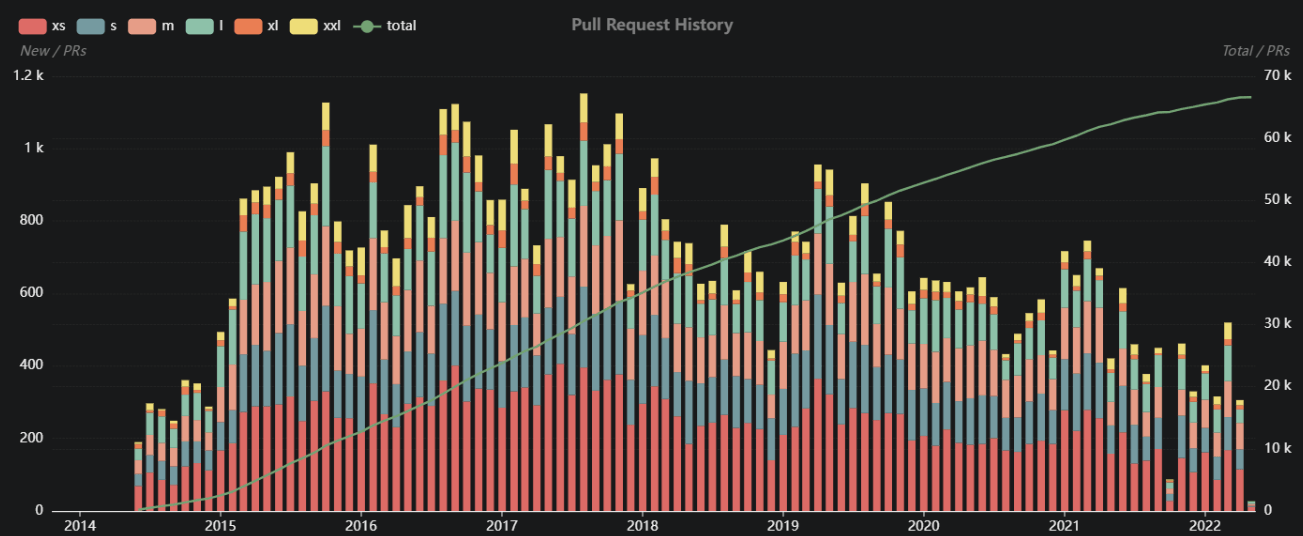 xs s m l xl xxl total
Pull Request History
New / PRs
Total / PRs
1.2 k
1 k
800
600
400
200
0
70 k
60 k
50 k
40 k
30 k
20 k
10 k
0
2014 2015 2016 2017 2018 2019 2020 2021 2022